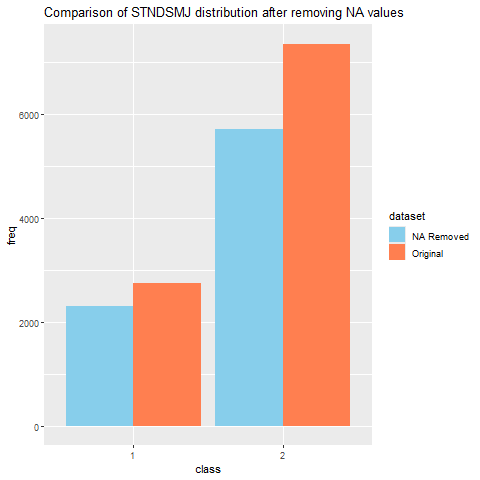 Comparison of STNDSMJ distribution after removing NA values
freq
6000
4000
2000
0
1
2
class
dataset
NA Removed
Original